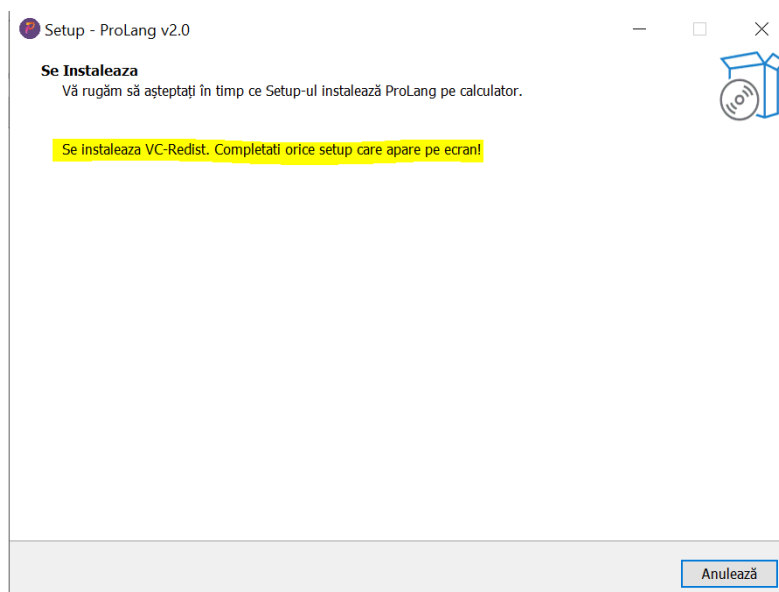 Setup - ProLang v2.0
Se Instaleaza
Vă rugăm să așteptați în timp ce Setup-ul instalează ProLang pe calculator.
Se instaleaza VC-Redist. Completati orice setup care apare pe ecran!
Anulează